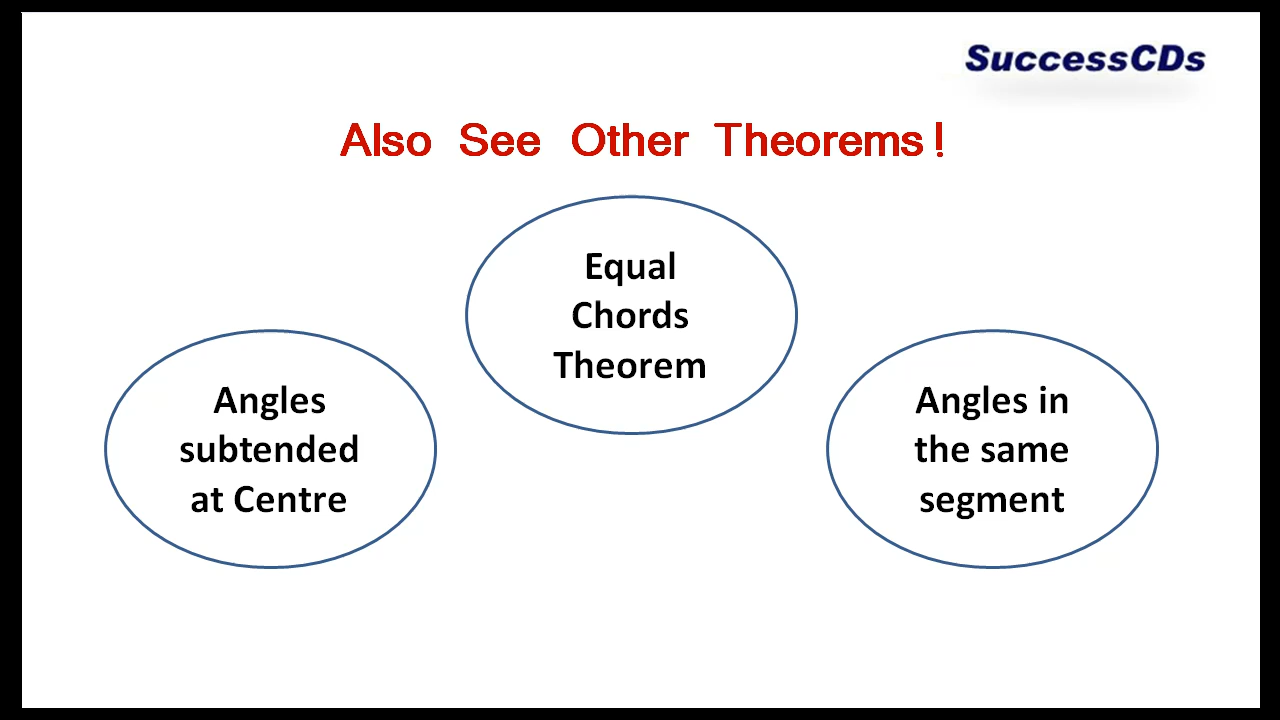 SuccessCDs
Also See Other Theorems!
Equal
Chords
Theorem
Angles
subtended
at Centre
Angles in
the same
segment